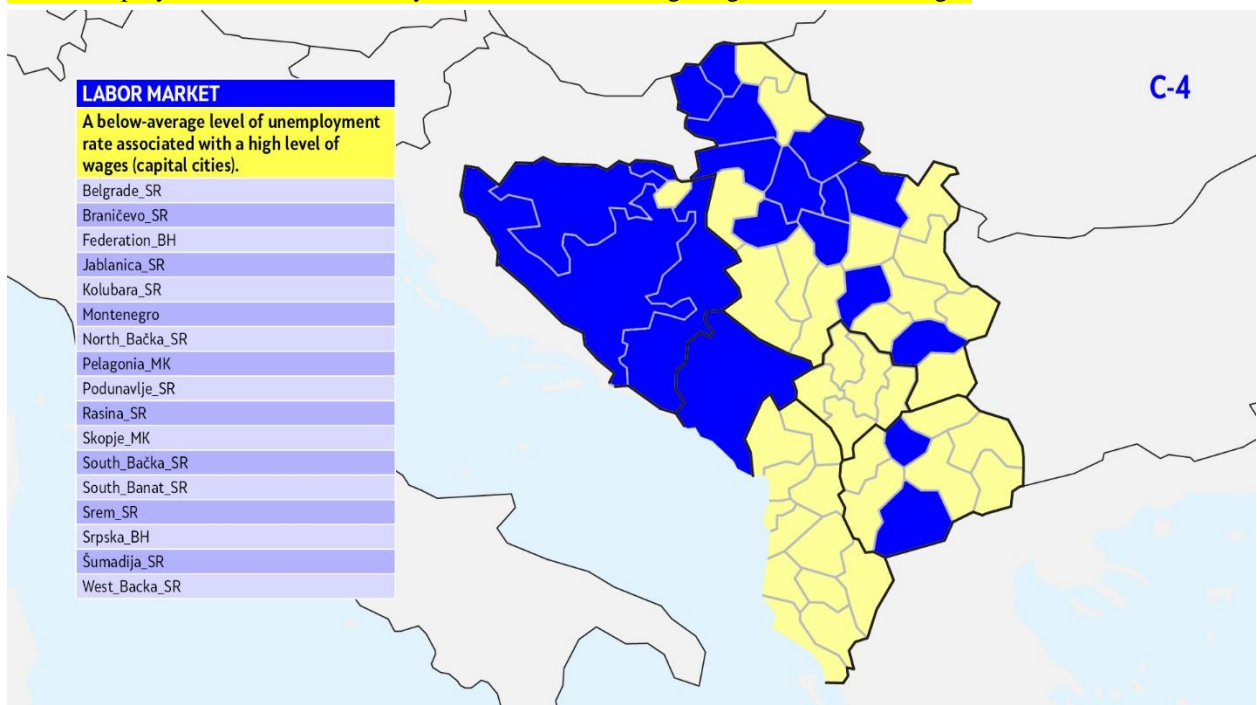 LABOR MARKET
A below-average level of unemployment
rate associated with a high level of
wages (capital cities).
Belgrade_SR
Braničevo_SR
Federation_BH
Jablanica_SR
Kolubara_SR
Montenegro
North_Bačka_SR
Pelagonia_MK
Podunavlje_SR
Rasina_SR
Skopje_MK
South_Bačka_SR
South_Banat_SR
Srem_SR
Srpska_BH
Šumadija_SR
West_Backa_SR
C-4